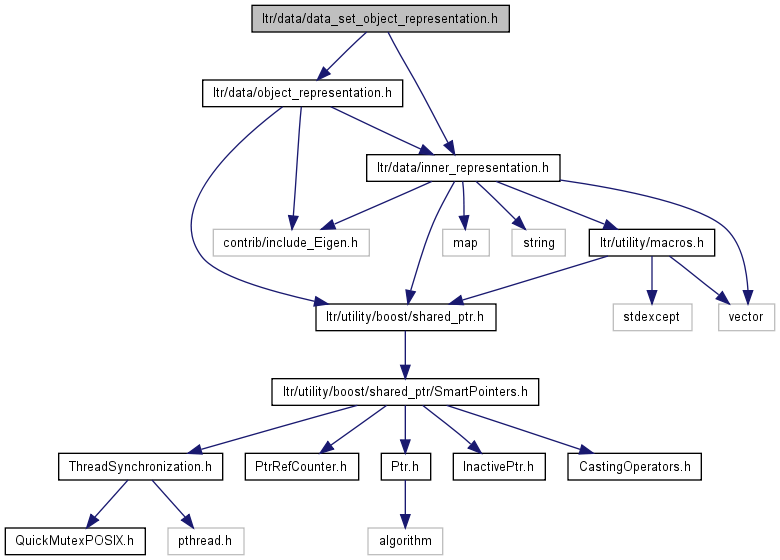 ltr/data/data_set_object_representation.h
ltr/data/object_representation.h
ltr/data/inner_representation.h
contrib/include_Eigen.h
map
string
ltr/utility/macros.h
ltr/utility/boost/shared_ptr.h
stdexcept
vector
ltr/utility/boost/shared_ptr/SmartPointers.h
ThreadSynchronization.h
PtrRefCounter.h
Ptr.h
InactivePtr.h
CastingOperators.h
QuickMutexPOSIX.h
pthread.h
algorithm